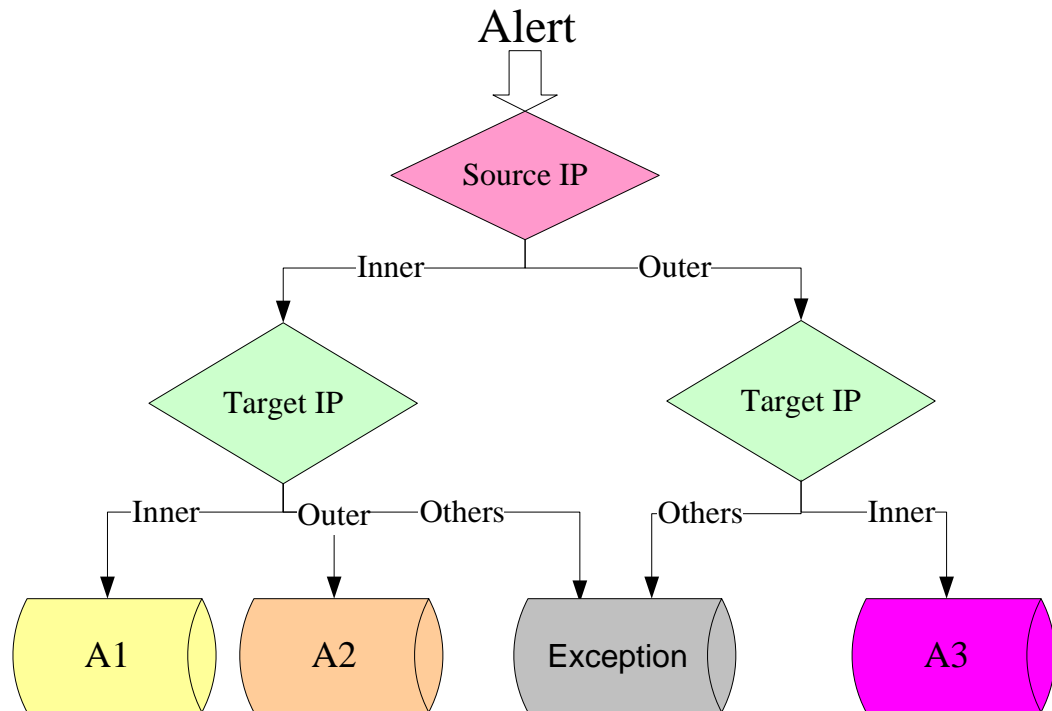 Alert
Source IP
Inner
Outer
Target IP
Target IP
Inner
Outer
Others
Others
Inner
A1
A2
Exception
A3